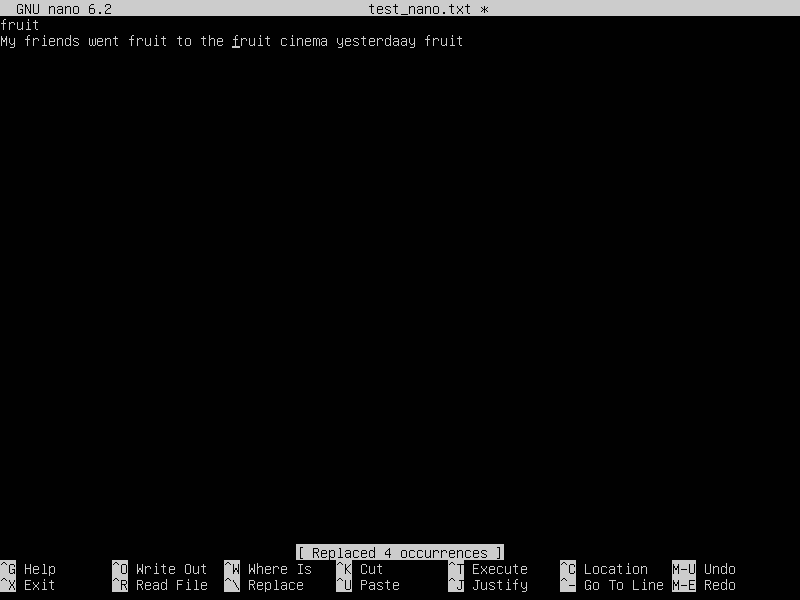 GNU nano 6.2 test_nano.txt *
fruit
My friends went fruit to the fruit cinema yesterdaay fruit
[ Replaced 4 occurrences ]
^G Help ^O Write Out ^W Where Is ^K Cut ^T Execute ^C Location M-U Undo
^X Exit ^R Read File ^\ Replace ^U Paste ^J Justify ^- Go To Line M-E Redo